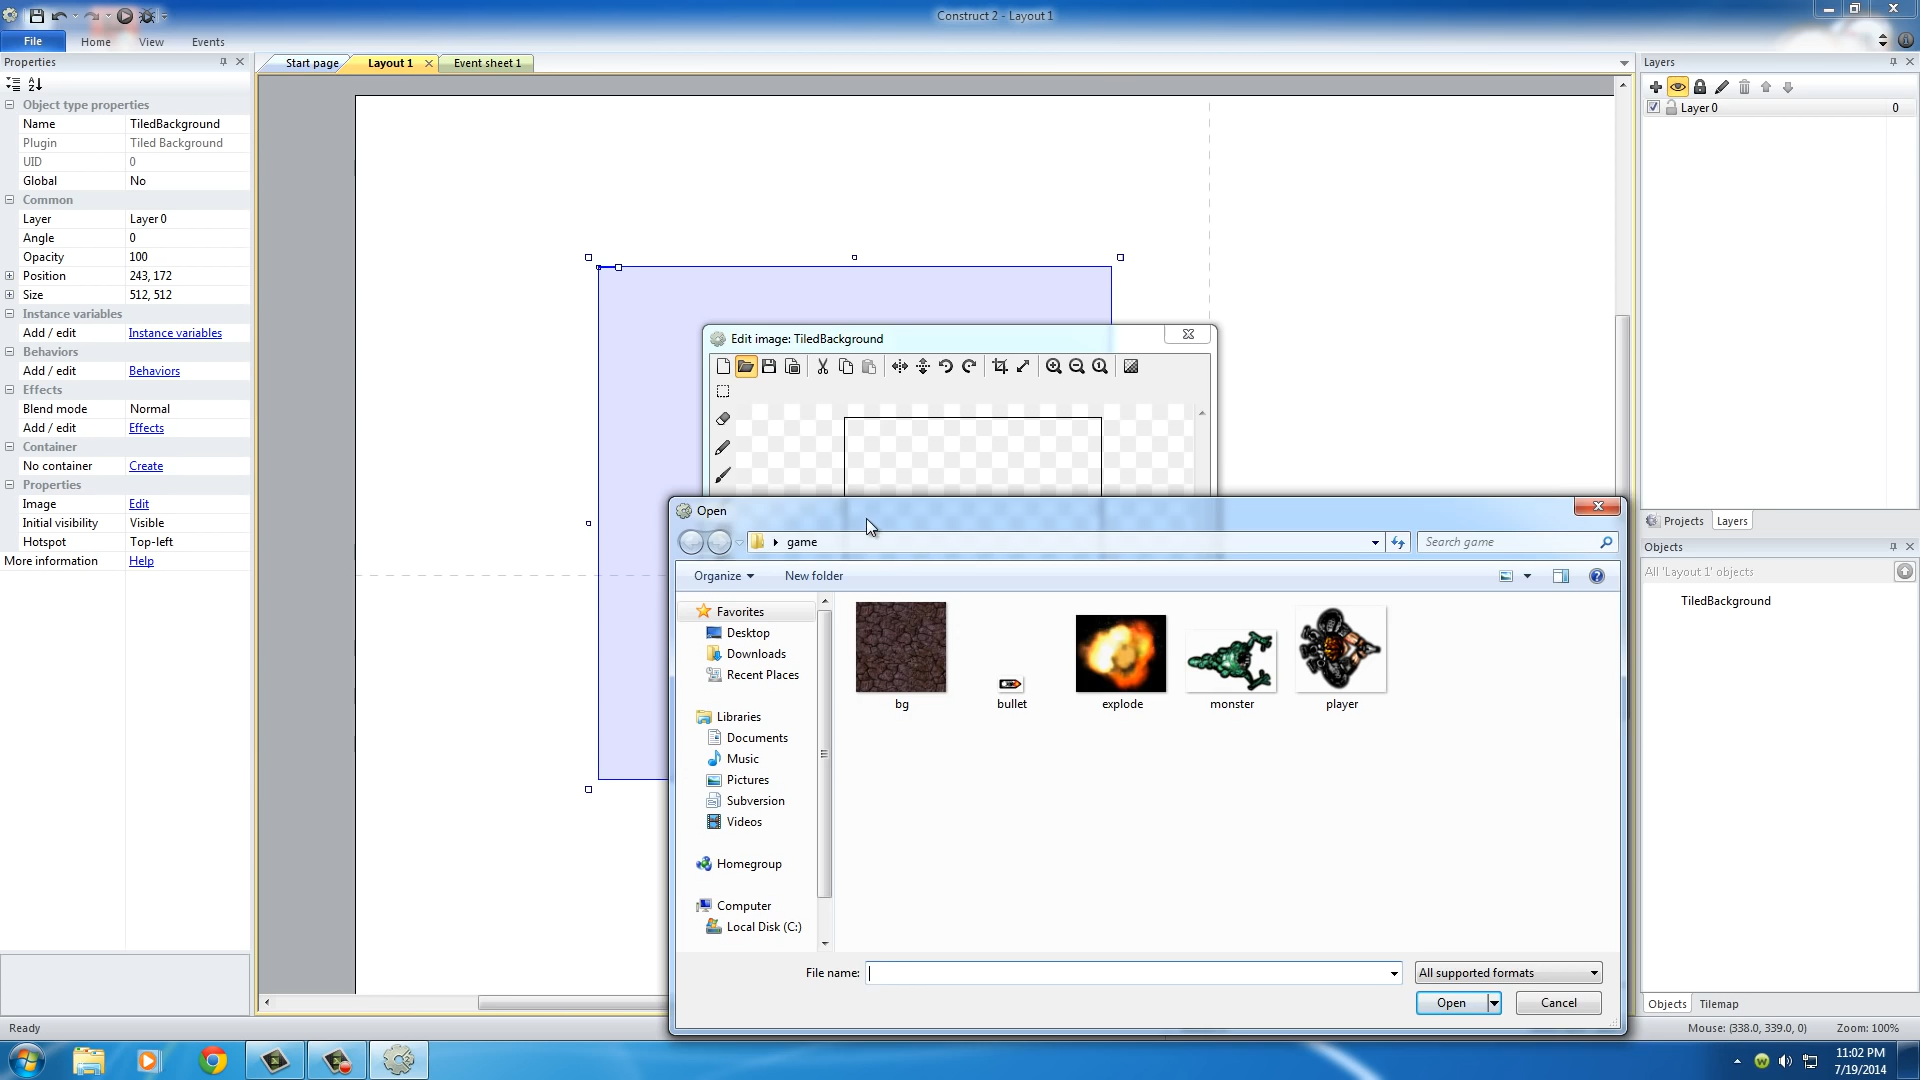 Construct 2 - Layout 1
File Home View Events
Properties
Object type properties
Name TiledBackground
Plugin Tiled Background
UID 0
Global No
Common
Layer Layer 0
Angle 0
Opacity 100
Position 243, 172
Size 512, 512
Instance variables
Add / edit Instance variables
Behaviors
Add / edit Behaviors
Effects
Blend mode Normal
Add / edit Effects
Container
No container Create
Properties
Image Edit
Initial visibility Visible
Hotspot Top-left
More information Help
Start page Layout 1 Event sheet 1
Edit image: TiledBackground
Open
game
Search game
Organize New folder
Favorites
Desktop
Downloads
Recent Places
Libraries
Documents
Music
Pictures
Subversion
Videos
Homegroup
Computer
Local Disk (C:)
bg bullet explode monster player
File name: All supported formats
Open Cancel
Layers
Layer 0 0
Projects Layers
Objects
All 'Layout 1' objects
TiledBackground
Objects Tilemap
Ready Mouse: (338.0, 339.0, 0) Zoom: 100%
11:02 PM
7/19/2014